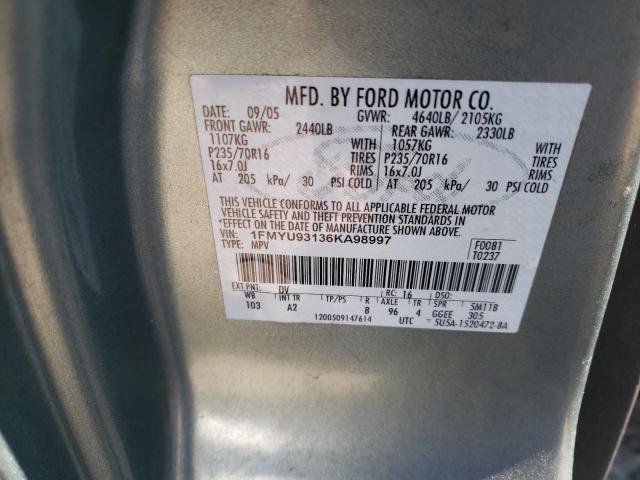 MFD. BY FORD MOTOR CO.
DATE: 09/05 GVWR: 4640LB/ 2105KG
FRONT GAWR: 2440LB REAR GAWR: 2330LB
1107KG WITH 1057KG WITH
P235/70R16 TIRES P235/70R16 TIRES
16x7.0J RIMS 16x7.0J RIMS
AT 205 kPa/ 30 PSI COLD AT 205 kPa/ 30 PSI COLD
THIS VEHICLE CONFORMS TO ALL APPLICABLE FEDERAL MOTOR
VEHICLE SAFETY AND THEFT PREVENTION STANDARDS IN
EFFECT ON THE DATE OF MANUFACTURE SHOWN ABOVE.
VIN: 1FMYU93136KA98997 F0081
TYPE: MPV T0237
EXT PNT: DV RC: 16 DSO:
WB INT TR TP/PS R AXLE TR SPR 5M11B
103 A2 B 96 4 GGEE 305
1200509147614 UTC 5U5A-1520472-BA